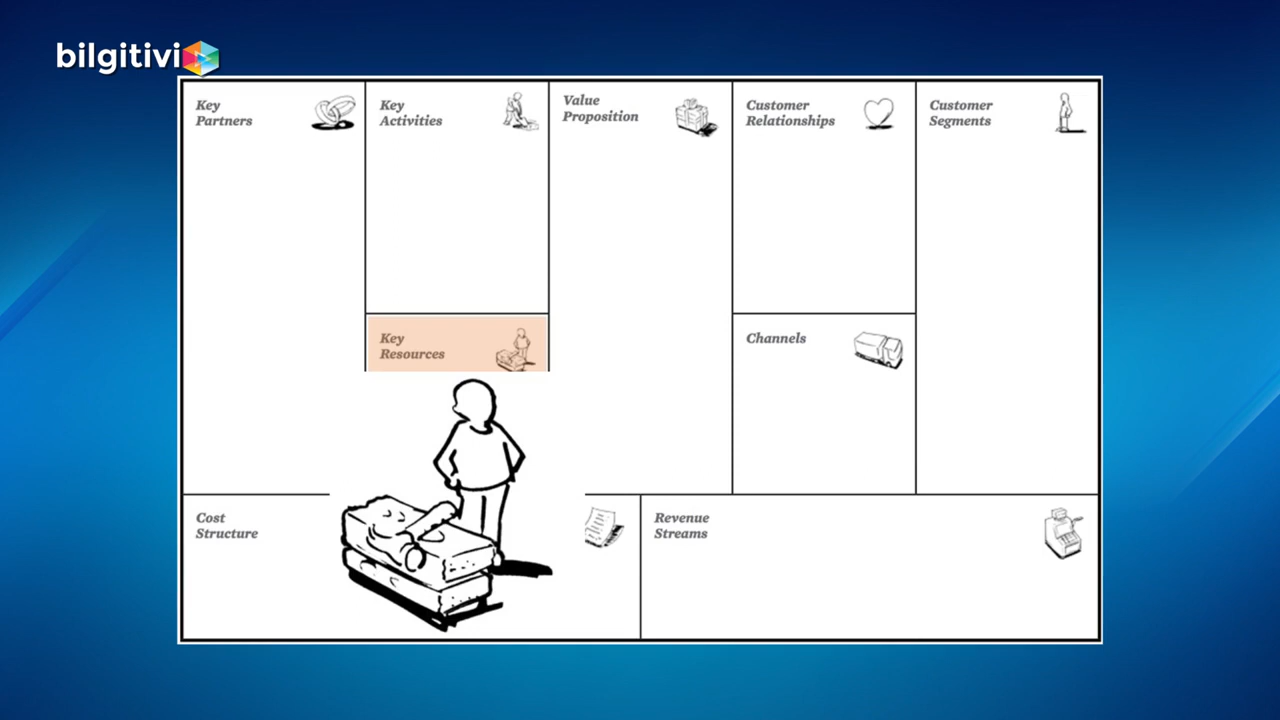 bilgitivi
Key
Partners
Key
Activities
Value
Proposition
Customer
Relationships
Customer
Segments
Key
Resources
Channels
Cost
Structure
Revenue
Streams